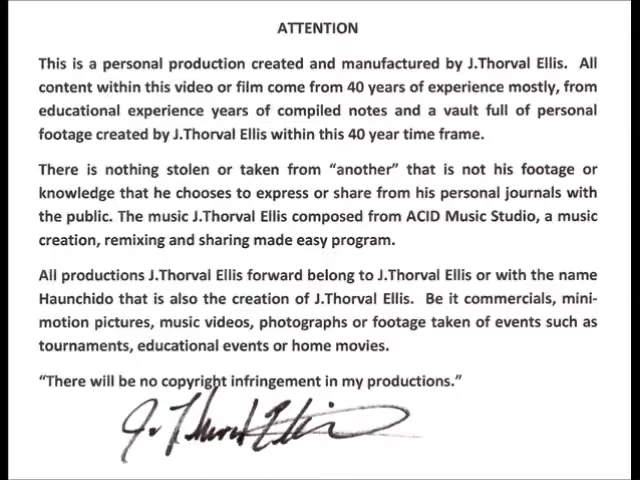 ATTENTION
This is a personal production created and manufactured by J.Thorval Ellis. All
content within this video or film come from 40 years of experience mostly, from
educational experience years of compiled notes and a vault full of personal
footage created by J.Thorval Ellis within this 40 year time frame.
There is nothing stolen or taken from “another” that is not his footage or
knowledge that he chooses to express or share from his personal journals with
the public. The music J.Thorval Ellis composed from ACID Music Studio, a music
creation, remixing and sharing made easy program.
All productions J.Thorval Ellis forward belong to J.Thorval Ellis or with the name
Haunchido that is also the creation of J.Thorval Ellis. Be it commercials, mini-
motion pictures, music videos, photographs or footage taken of events such as
tournaments, educational events or home movies.
“There will be no copyright infringement in my productions.”
J. Thorval Ellis